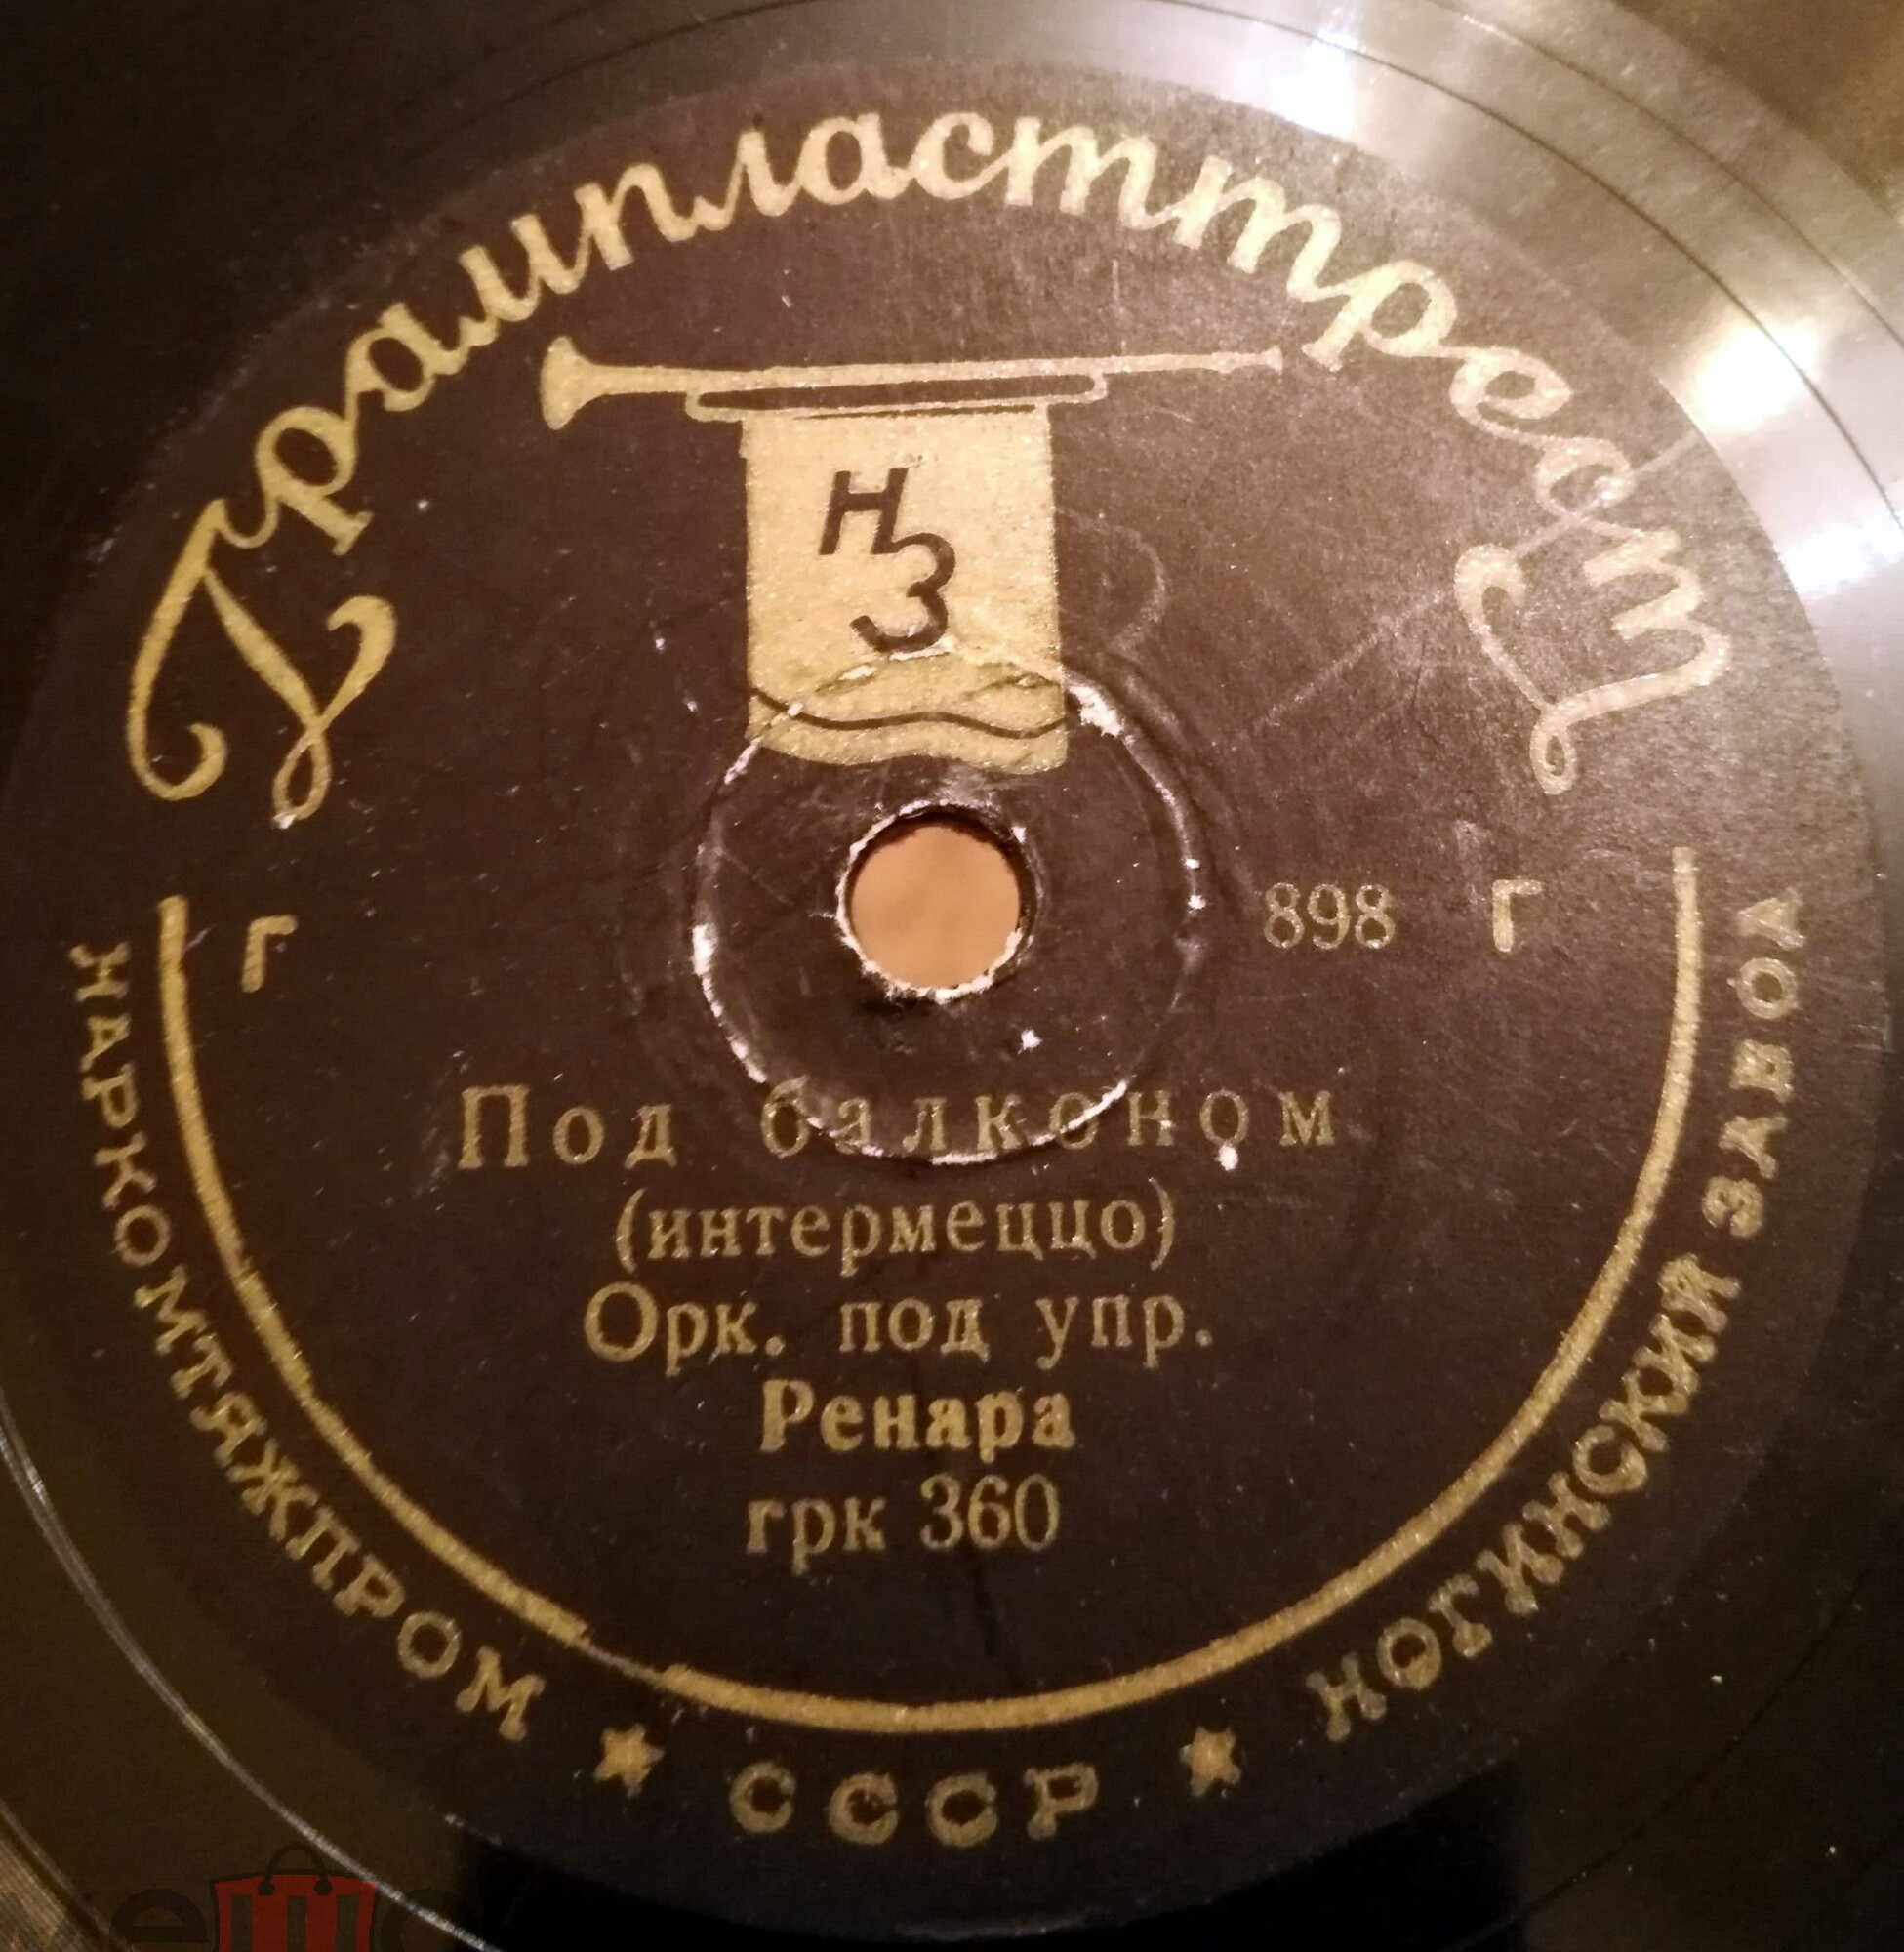 Грампласттрест
НЗ
Г
898 Г
Под балконом
(интермеццо)
Орк. под упр.
Ренара
грк 360
НАРКОМТЯЖПРОМ ★ СССР ★ НОГИНСКИЙ ЗАВОД